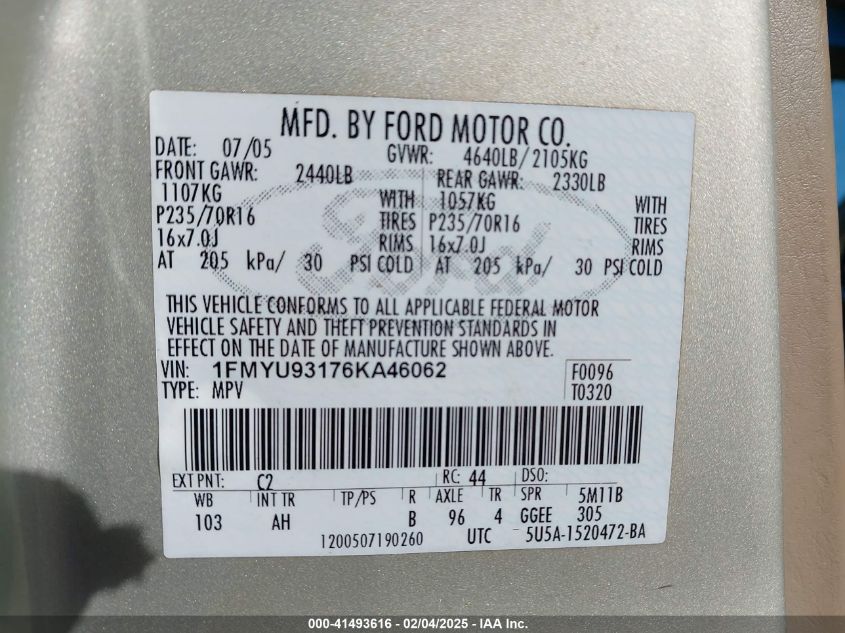 MFD. BY FORD MOTOR CO.
DATE: 07/05 GVWR: 4640LB/2105KG
FRONT GAWR: 2440LB REAR GAWR: 2330LB
1107KG WITH 1057KG WITH
P235/70R16 TIRES P235/70R16 TIRES
16x7.0J RIMS 16x7.0J RIMS
AT 205 kPa/ 30 PSI COLD AT 205 kPa/ 30 PSI COLD
THIS VEHICLE CONFORMS TO ALL APPLICABLE FEDERAL MOTOR
VEHICLE SAFETY AND THEFT PREVENTION STANDARDS IN
EFFECT ON THE DATE OF MANUFACTURE SHOWN ABOVE.
VIN: 1FMYU93176KA46062 F0096
TYPE: MPV T0320
EXT PNT: C2 RC: 44 DSO:
WB INT TR TP/PS R AXLE TR SPR 5M11B
103 AH B 96 4 GGEE 305
1200507190260 UTC 5U5A-1520472-BA
Ford
000-41493616 - 02/04/2025 - IAA Inc.